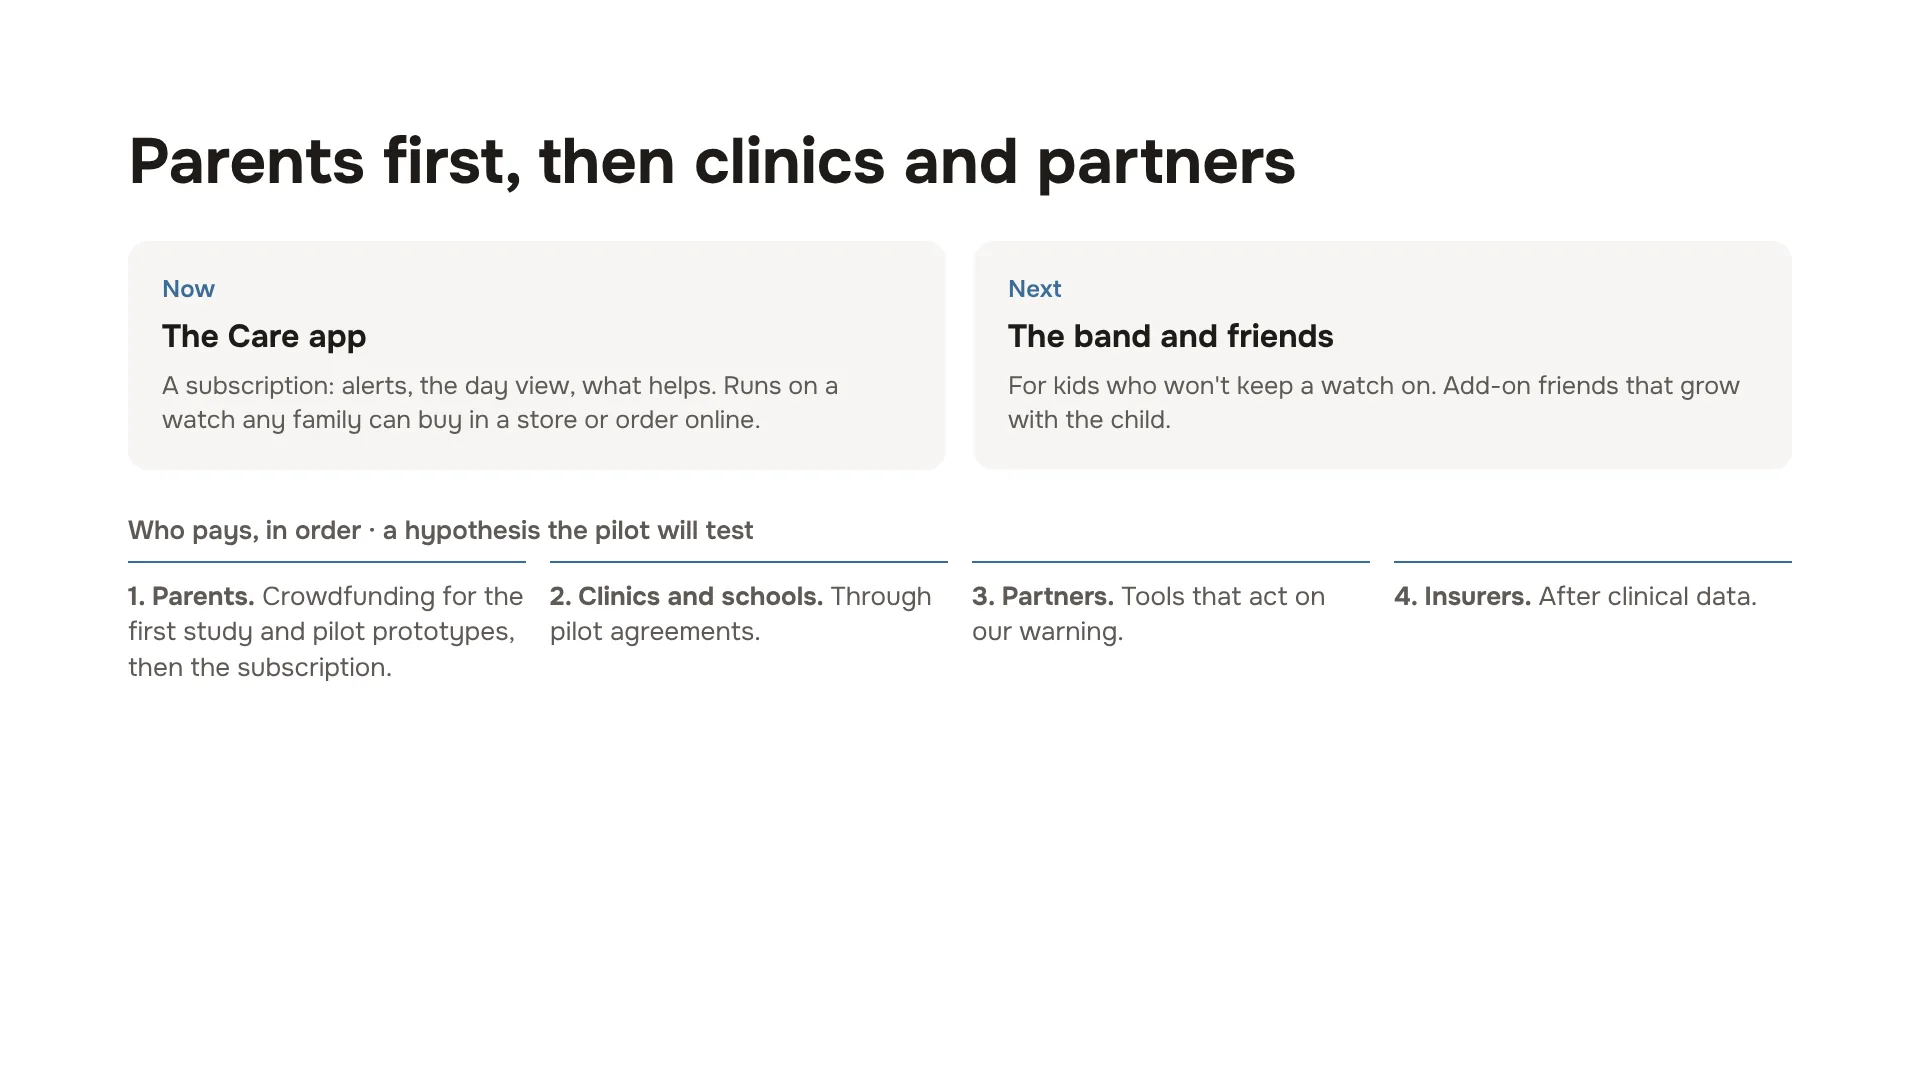 Parents first, then clinics and partners
Now
The Care app
A subscription: alerts, the day view, what helps. Runs on a
watch any family can buy in a store or order online.
Next
The band and friends
For kids who won't keep a watch on. Add-on friends that grow
with the child.
Who pays, in order · a hypothesis the pilot will test
1. Parents. Crowdfunding for the
first study and pilot prototypes,
then the subscription.
2. Clinics and schools. Through
pilot agreements.
3. Partners. Tools that act on
our warning.
4. Insurers. After clinical data.